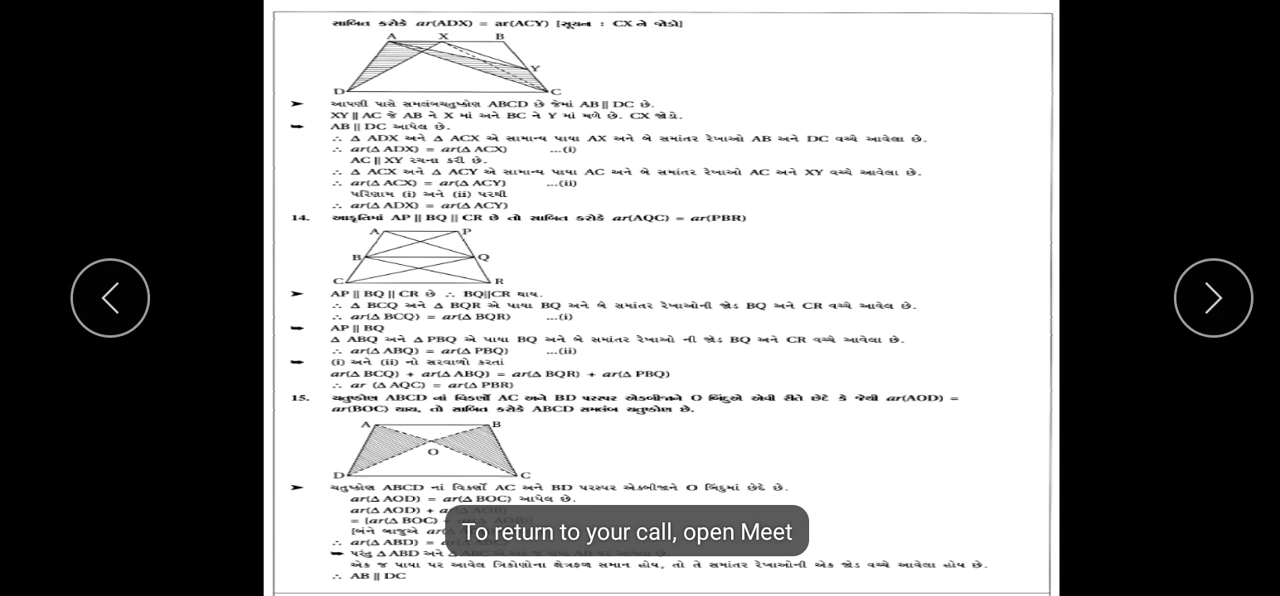 સાબિત કરોકે ar(ADX) = ar(ACY) [સૂચન : CX ને જોડો]
A X B
Y
D C
➤ આપણી પાસે સમલંબચતુષ્કોણ ABCD છે જેમાં AB || DC છે.
XY || AC જે AB ને X માં અને BC ને Y માં મળે છે. CX જોડો.
➥ AB || DC આપેલ છે.
∴ Δ ADX અને Δ ACX એ સામાન્ય પાયા AX અને બે સમાંતર રેખાઓ AB અને DC વચ્ચે આવેલા છે.
∴ ar(Δ ADX) = ar(Δ ACX) ...(i)
AC || XY રચના કરી છે.
∴ Δ ACX અને Δ ACY એ સામાન્ય પાયા AC અને બે સમાંતર રેખાઓ AC અને XY વચ્ચે આવેલા છે.
∴ ar(Δ ACX) = ar(Δ ACY) ...(ii)
પરિણામ (i) અને (ii) પરથી
∴ ar(Δ ADX) = ar(Δ ACY)
14. આકૃતિમાં AP || BQ || CR છે તો સાબિત કરોકે ar(AQC) = ar(PBR)
A P
B Q
C R
➤ AP || BQ || CR છે ∴ BQ||CR થાય.
∴ Δ BCQ અને Δ BQR એ પાયા BQ અને બે સમાંતર રેખાઓની જોડ BQ અને CR વચ્ચે આવેલ છે.
∴ ar(Δ BCQ) = ar(Δ BQR) ...(i)
➥ AP || BQ
Δ ABQ અને Δ PBQ એ પાયા BQ અને બે સમાંતર રેખાઓ ની જોડ BQ અને CR વચ્ચે આવેલા છે.
∴ ar(Δ ABQ) = ar(Δ PBQ) ...(ii)
➥ (i) અને (ii) નો સરવાળો કરતાં
ar(Δ BCQ) + ar(Δ ABQ) = ar(Δ BQR) + ar(Δ PBQ)
∴ ar (Δ AQC) = ar(Δ PBR)
15. ચતુષ્કોણ ABCD નાં વિકર્ણો AC અને BD પરસ્પર એકબીજાને O બિંદુએ એવી રીતે છેદે કે જેથી ar(AOD) =
ar(BOC) થાય, તો સાબિત કરોકે ABCD સમલંબ ચતુષ્કોણ છે.
A B
O
D C
➤ ચતુષ્કોણ ABCD નાં વિકર્ણો AC અને BD પરસ્પર એકબીજાને O બિંદુમાં છેદે છે.
ar(Δ AOD) = ar(Δ BOC) આપેલ છે.
ar(Δ AOD) + ar(Δ AOB)
= [ar(Δ BOC) + ar(Δ AOB)]
[બંને બાજુએ
To return to your call, open Meet
∴ ar(Δ ABD) =
➥ પરંતુ Δ ABD અને Δ ABC
એક જ પાયા પર આવેલ ત્રિકોણોના ક્ષેત્રફળ સમાન હોય, તો તે સમાંતર રેખાઓની એક જોડ વચ્ચે આવેલા હોય છે.
∴ AB || DC